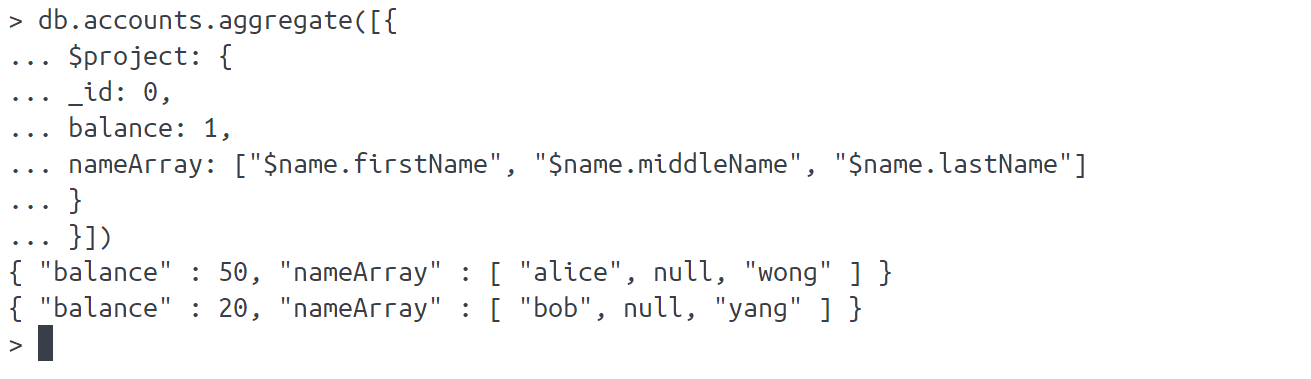 > db.accounts.aggregate([{
... $project: {
... _id: 0,
... balance: 1,
... nameArray: ["$name.firstName", "$name.middleName", "$name.lastName"]
... }
... }])
{ "balance" : 50, "nameArray" : [ "alice", null, "wong" ] }
{ "balance" : 20, "nameArray" : [ "bob", null, "yang" ] }
>